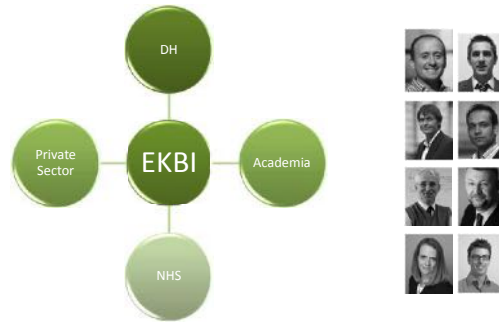 DH
Private
Sector
EKBI
Academia
NHS